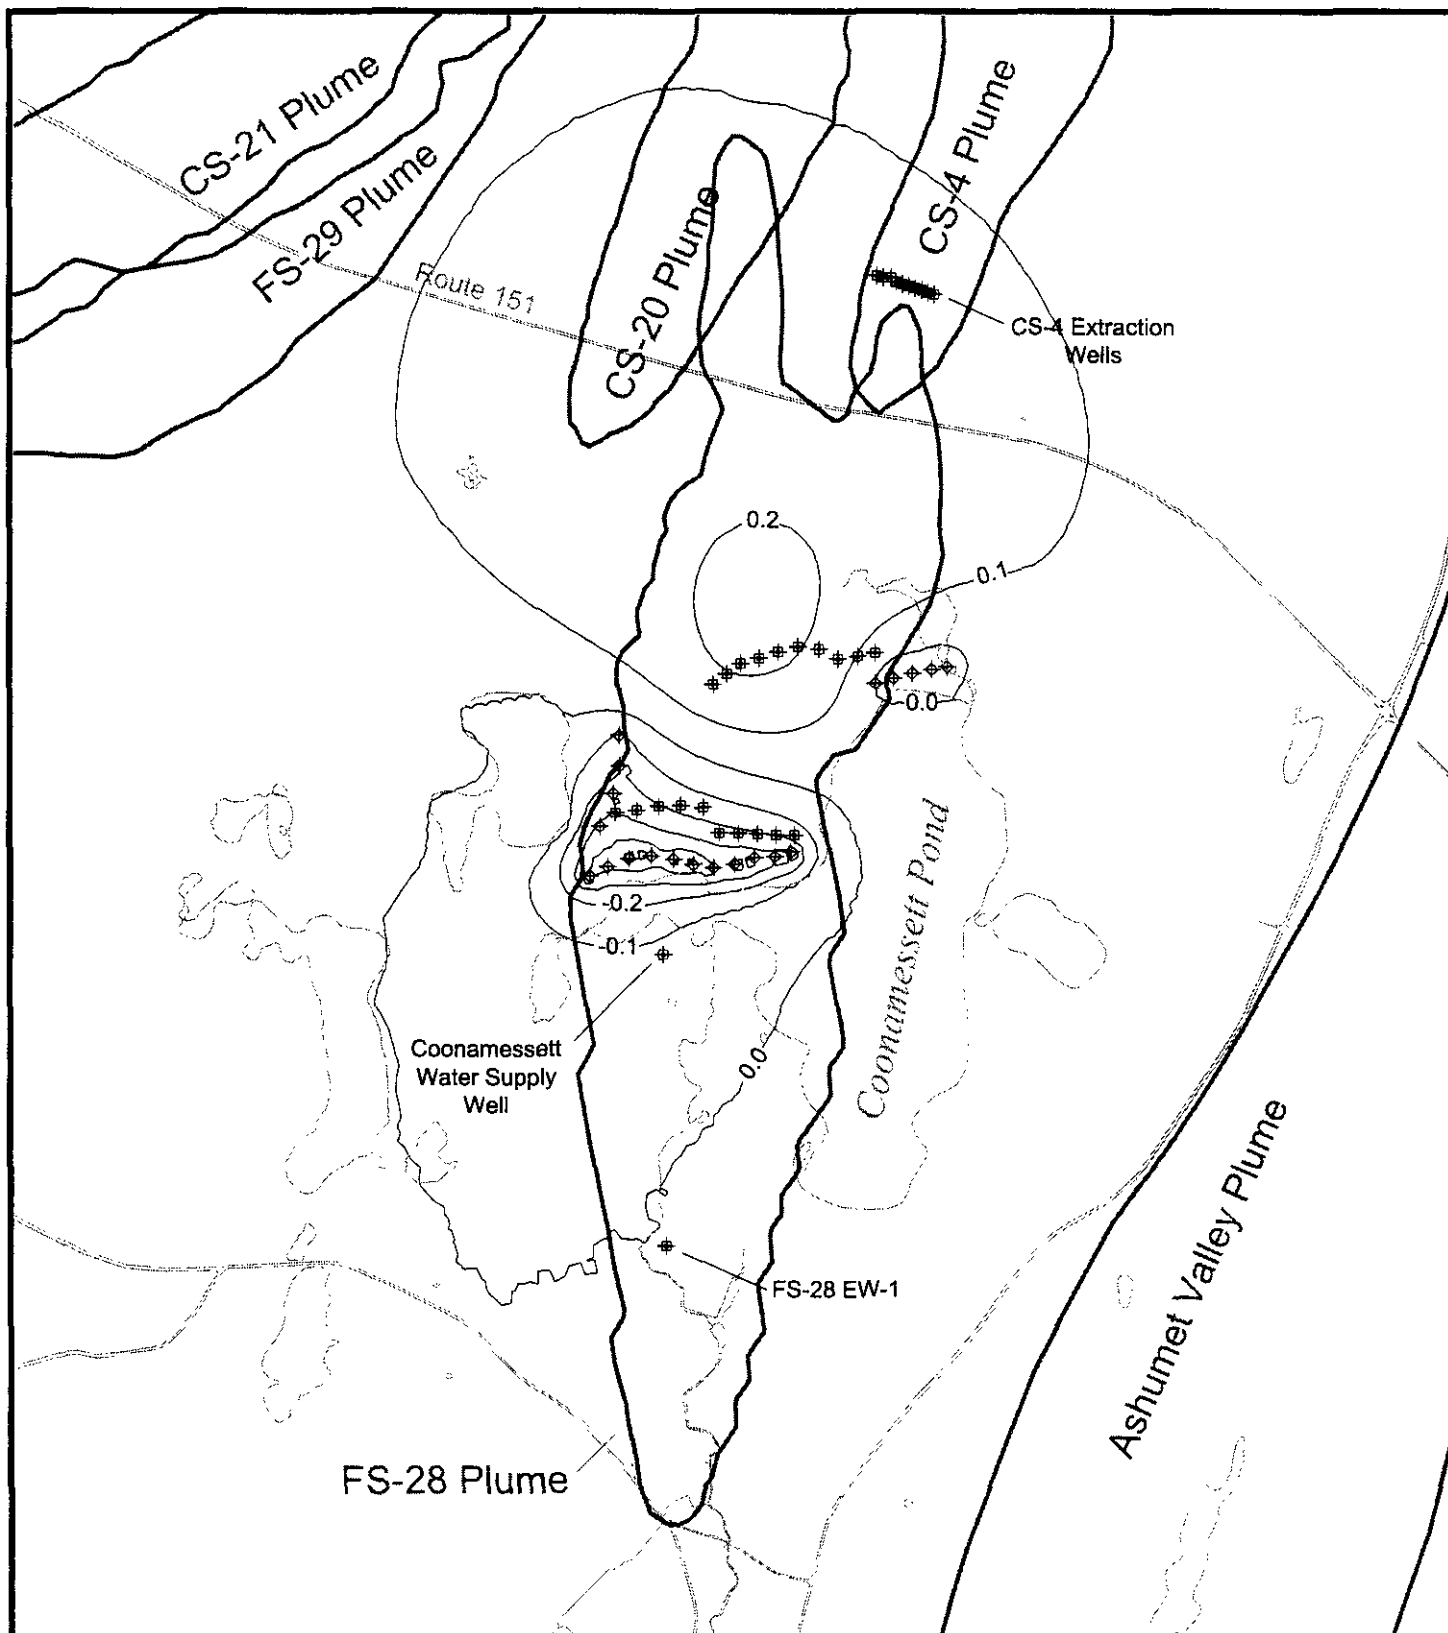 CS-21 Plume
FS-29 Plume
Route 151
CS-20 Plume
CS-4 Plume
CS-4 Extraction
Wells
0.2
0.1
0.0
-0.2
-0.1
Coonamessett
Water Supply
Well
0.0
Coonamessett Pond
FS-28 EW-1
Ashumet Valley Plume
FS-28 Plume